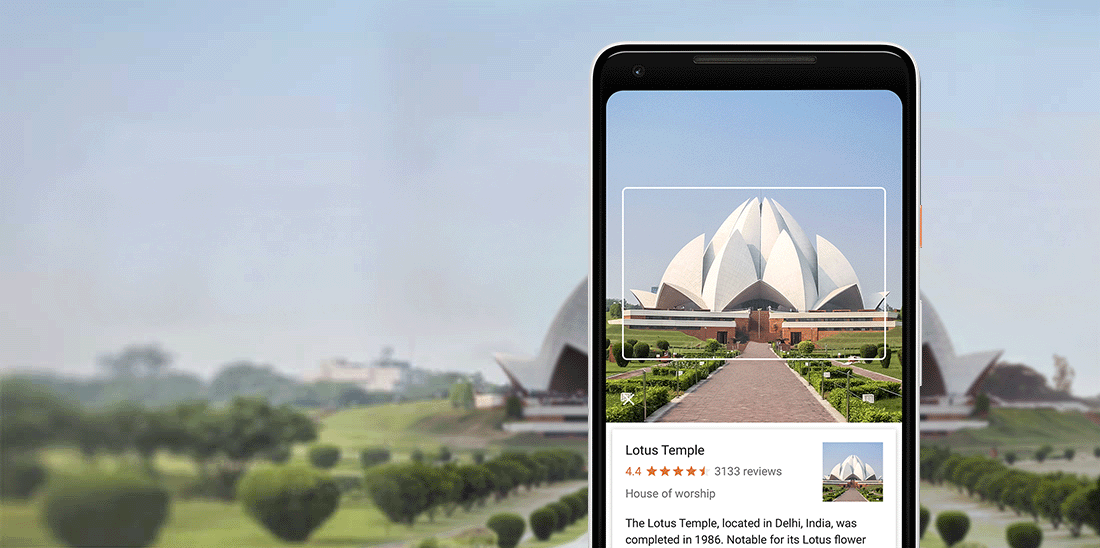 Lotus Temple
4.4 3133 reviews
House of worship
The Lotus Temple, located in Delhi, India, was
completed in 1986. Notable for its Lotus flower